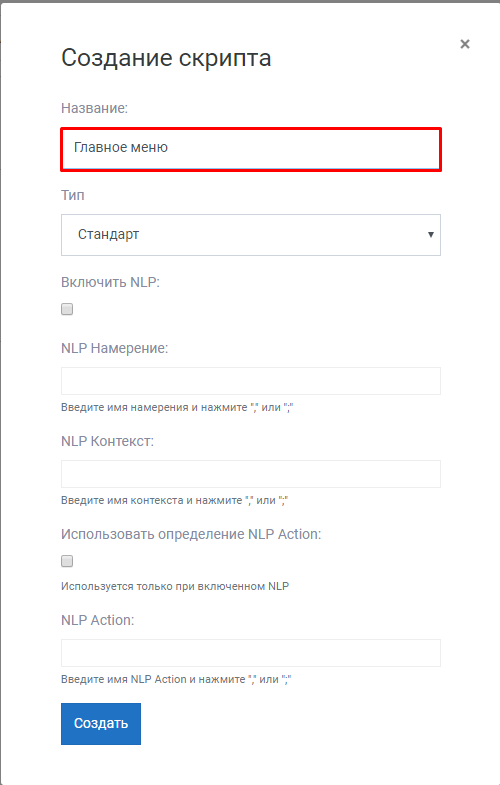 ×
Создание скрипта
Название:
Главное меню
Тип
Стандарт
Включить NLP:
NLP Намерение:
Введите имя намерения и нажмите "," или ";"
NLP Контекст:
Введите имя контекста и нажмите "," или ";"
Использовать определение NLP Action:
Используется только при включенном NLP
NLP Action:
Введите имя NLP Action и нажмите "," или ";"
Создать